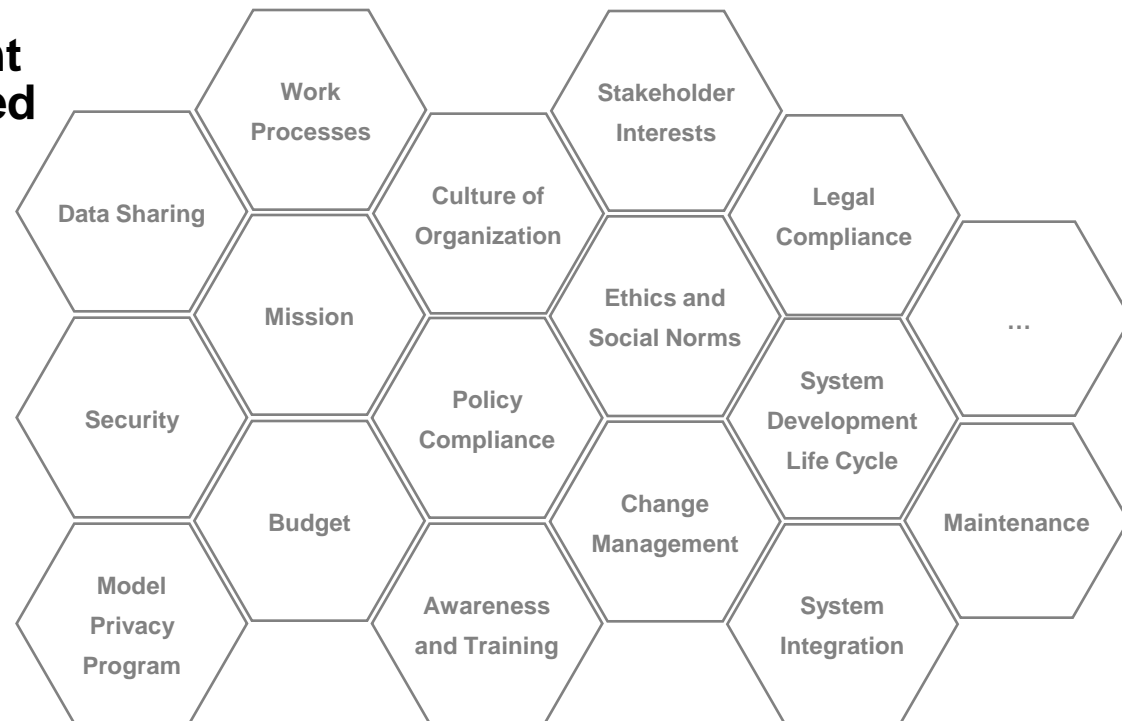 Work
Processes
Stakeholder
Interests
Data Sharing
Culture of
Organization
Legal
Compliance
Mission
Ethics and
Social Norms
…
Security
Policy
Compliance
System
Development
Life Cycle
Budget
Change
Management
Maintenance
Model
Privacy
Program
Awareness
and Training
System
Integration